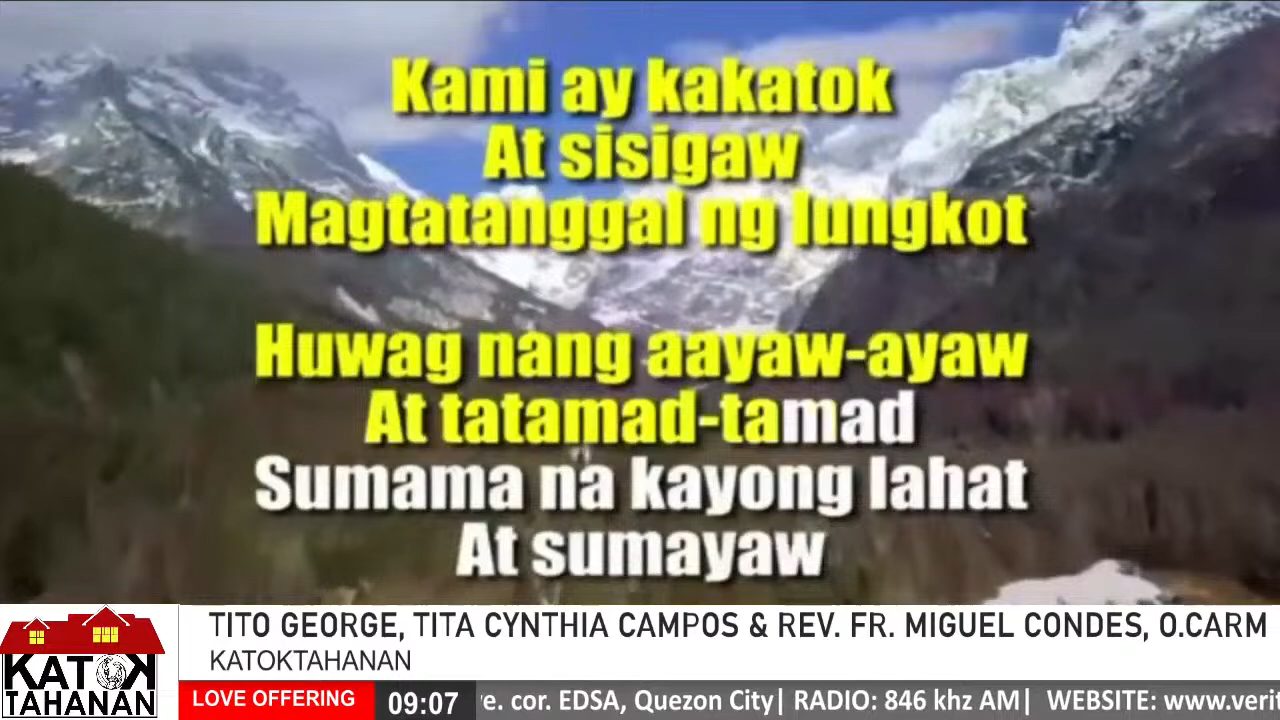 Kami ay kakatok
At sisigaw
Magtatanggal ng lungkot
Huwag nang aayaw-ayaw
At tatamad-tamad
Sumama na kayong lahat
At sumayaw
KATOK
TAHANAN
TITO GEORGE, TITA CYNTHIA CAMPOS & REV. FR. MIGUEL CONDES, O.CARM
KATOKTAHANAN
LOVE OFFERING
09:07
cor. EDSA, Quezon City| RADIO: 846 khz AM| WEBSITE: www.verit